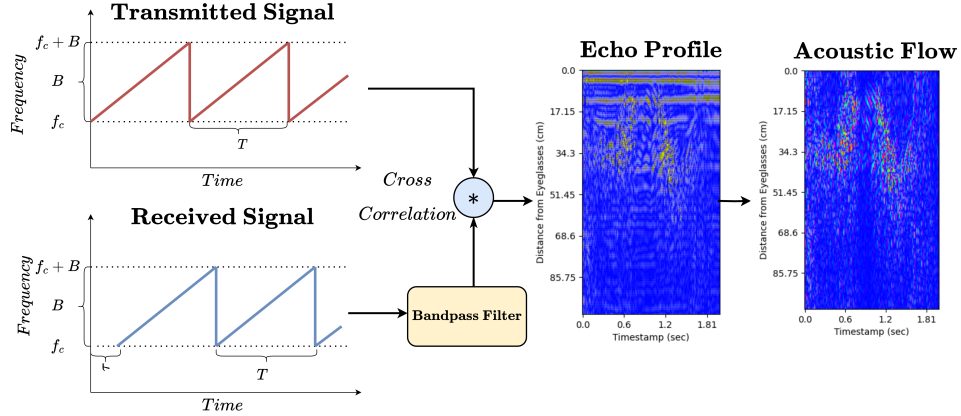 Transmitted Signal
f_c + B
B
f_c
Frequency
T
Time
Received Signal
f_c + B
B
f_c
Frequency
τ
T
Time
Cross
Correlation
*
Bandpass Filter
Echo Profile
0.0
17.15
34.3
51.45
68.6
85.75
Distance from Eyeglasses (cm)
0.0 0.6 1.2 1.81
Timestamp (sec)
Acoustic Flow
0.0
17.15
34.3
51.45
68.6
85.75
Distance from Eyeglasses (cm)
0.0 0.6 1.2 1.81
Timestamp (sec)